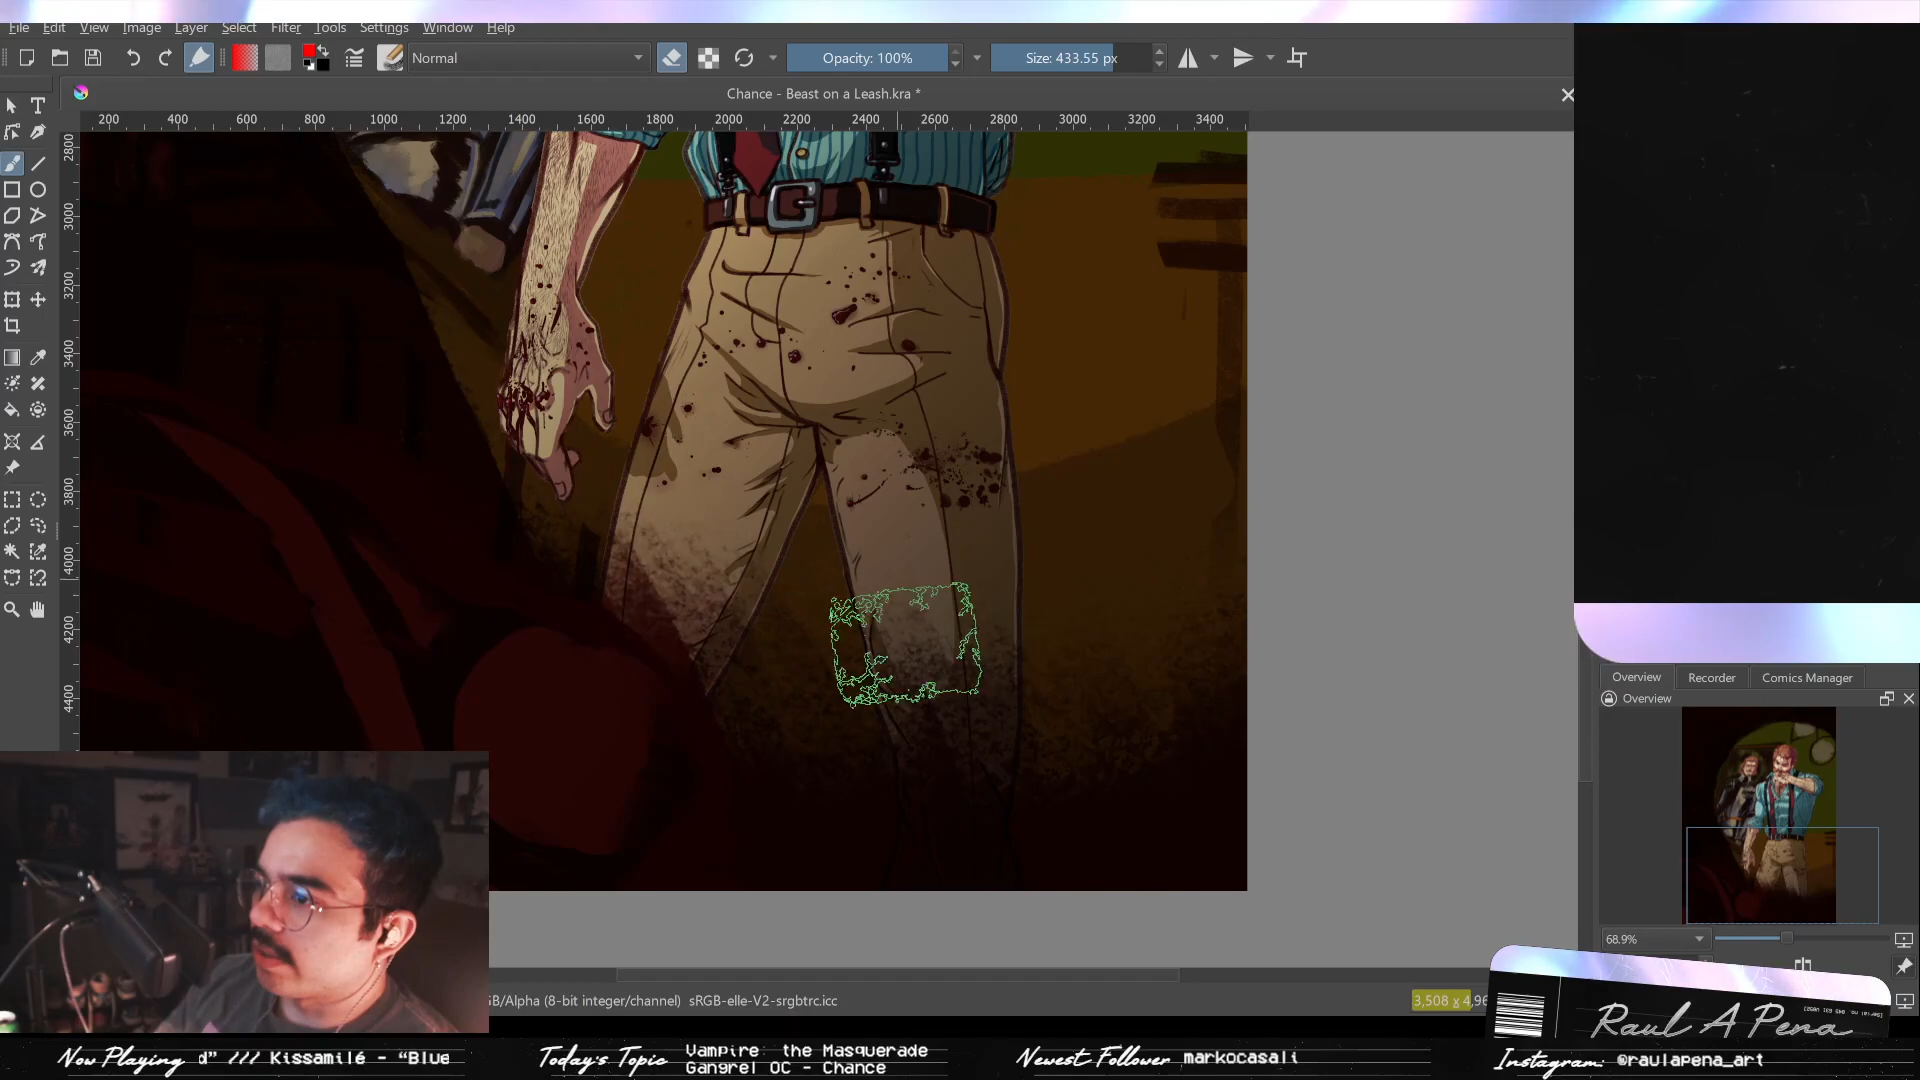 File Edit View Image Layer Select Filter Tools Settings Window Help
Normal
Opacity: 100%
Size: 433.55 px
Chance - Beast on a Leash.kra *
200 400 600 800 1000 1200 1400 1600 1800 2000 2200 2400 2600 2800 3000 3200 3400
2800
3000
3200
3400
3600
3800
4000
4200
4400
Overview Recorder Comics Manager
Overview
68.9%
GB/Alpha (8-bit integer/channel) sRGB-elle-V2-srgbtrc.icc
3,508 x 4,96
Raul A Pena
Now Playing d” /// Kissamilé - “Blue
Today's Topic Vampire: the Masquerade
Gangrel OC - Chance
Newest Follower markocasali
Instagram: @raulapena_art